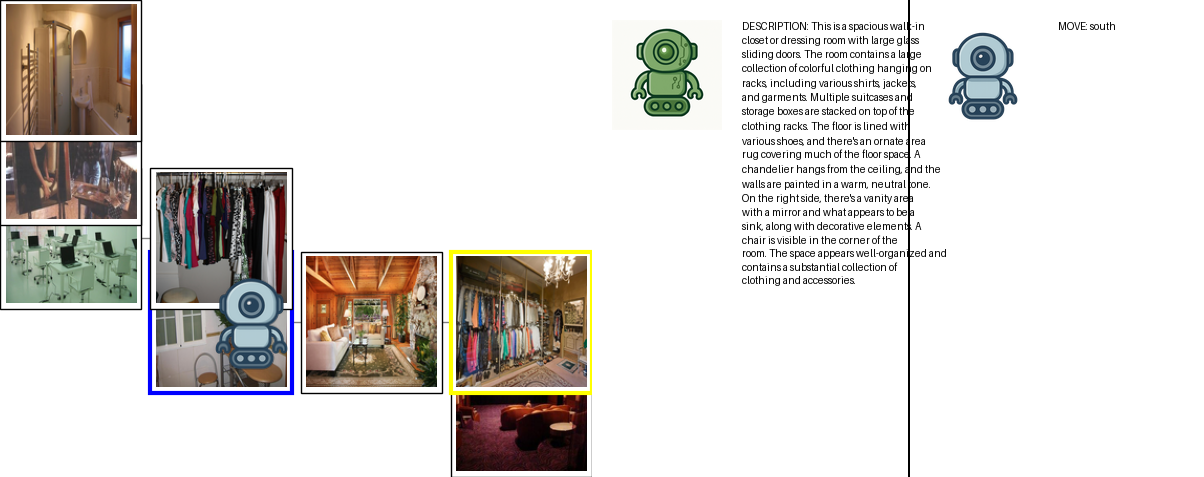 DESCRIPTION: This is a spacious walk-in
closet or dressing room with large glass
sliding doors. The room contains a large
collection of colorful clothing hanging on
racks, including various shirts, jackets,
and garments. Multiple suitcases and
storage boxes are stacked on top of the
clothing racks. The floor is lined with
various shoes, and there's an ornate area
rug covering much of the floor space. A
chandelier hangs from the ceiling, and the
walls are painted in a warm, neutral tone.
On the right side, there's a vanity area
with a mirror and what appears to be a
sink, along with decorative elements. A
chair is visible in the corner of the
room. The space appears well-organized and
contains a substantial collection of
clothing and accessories.
MOVE: south